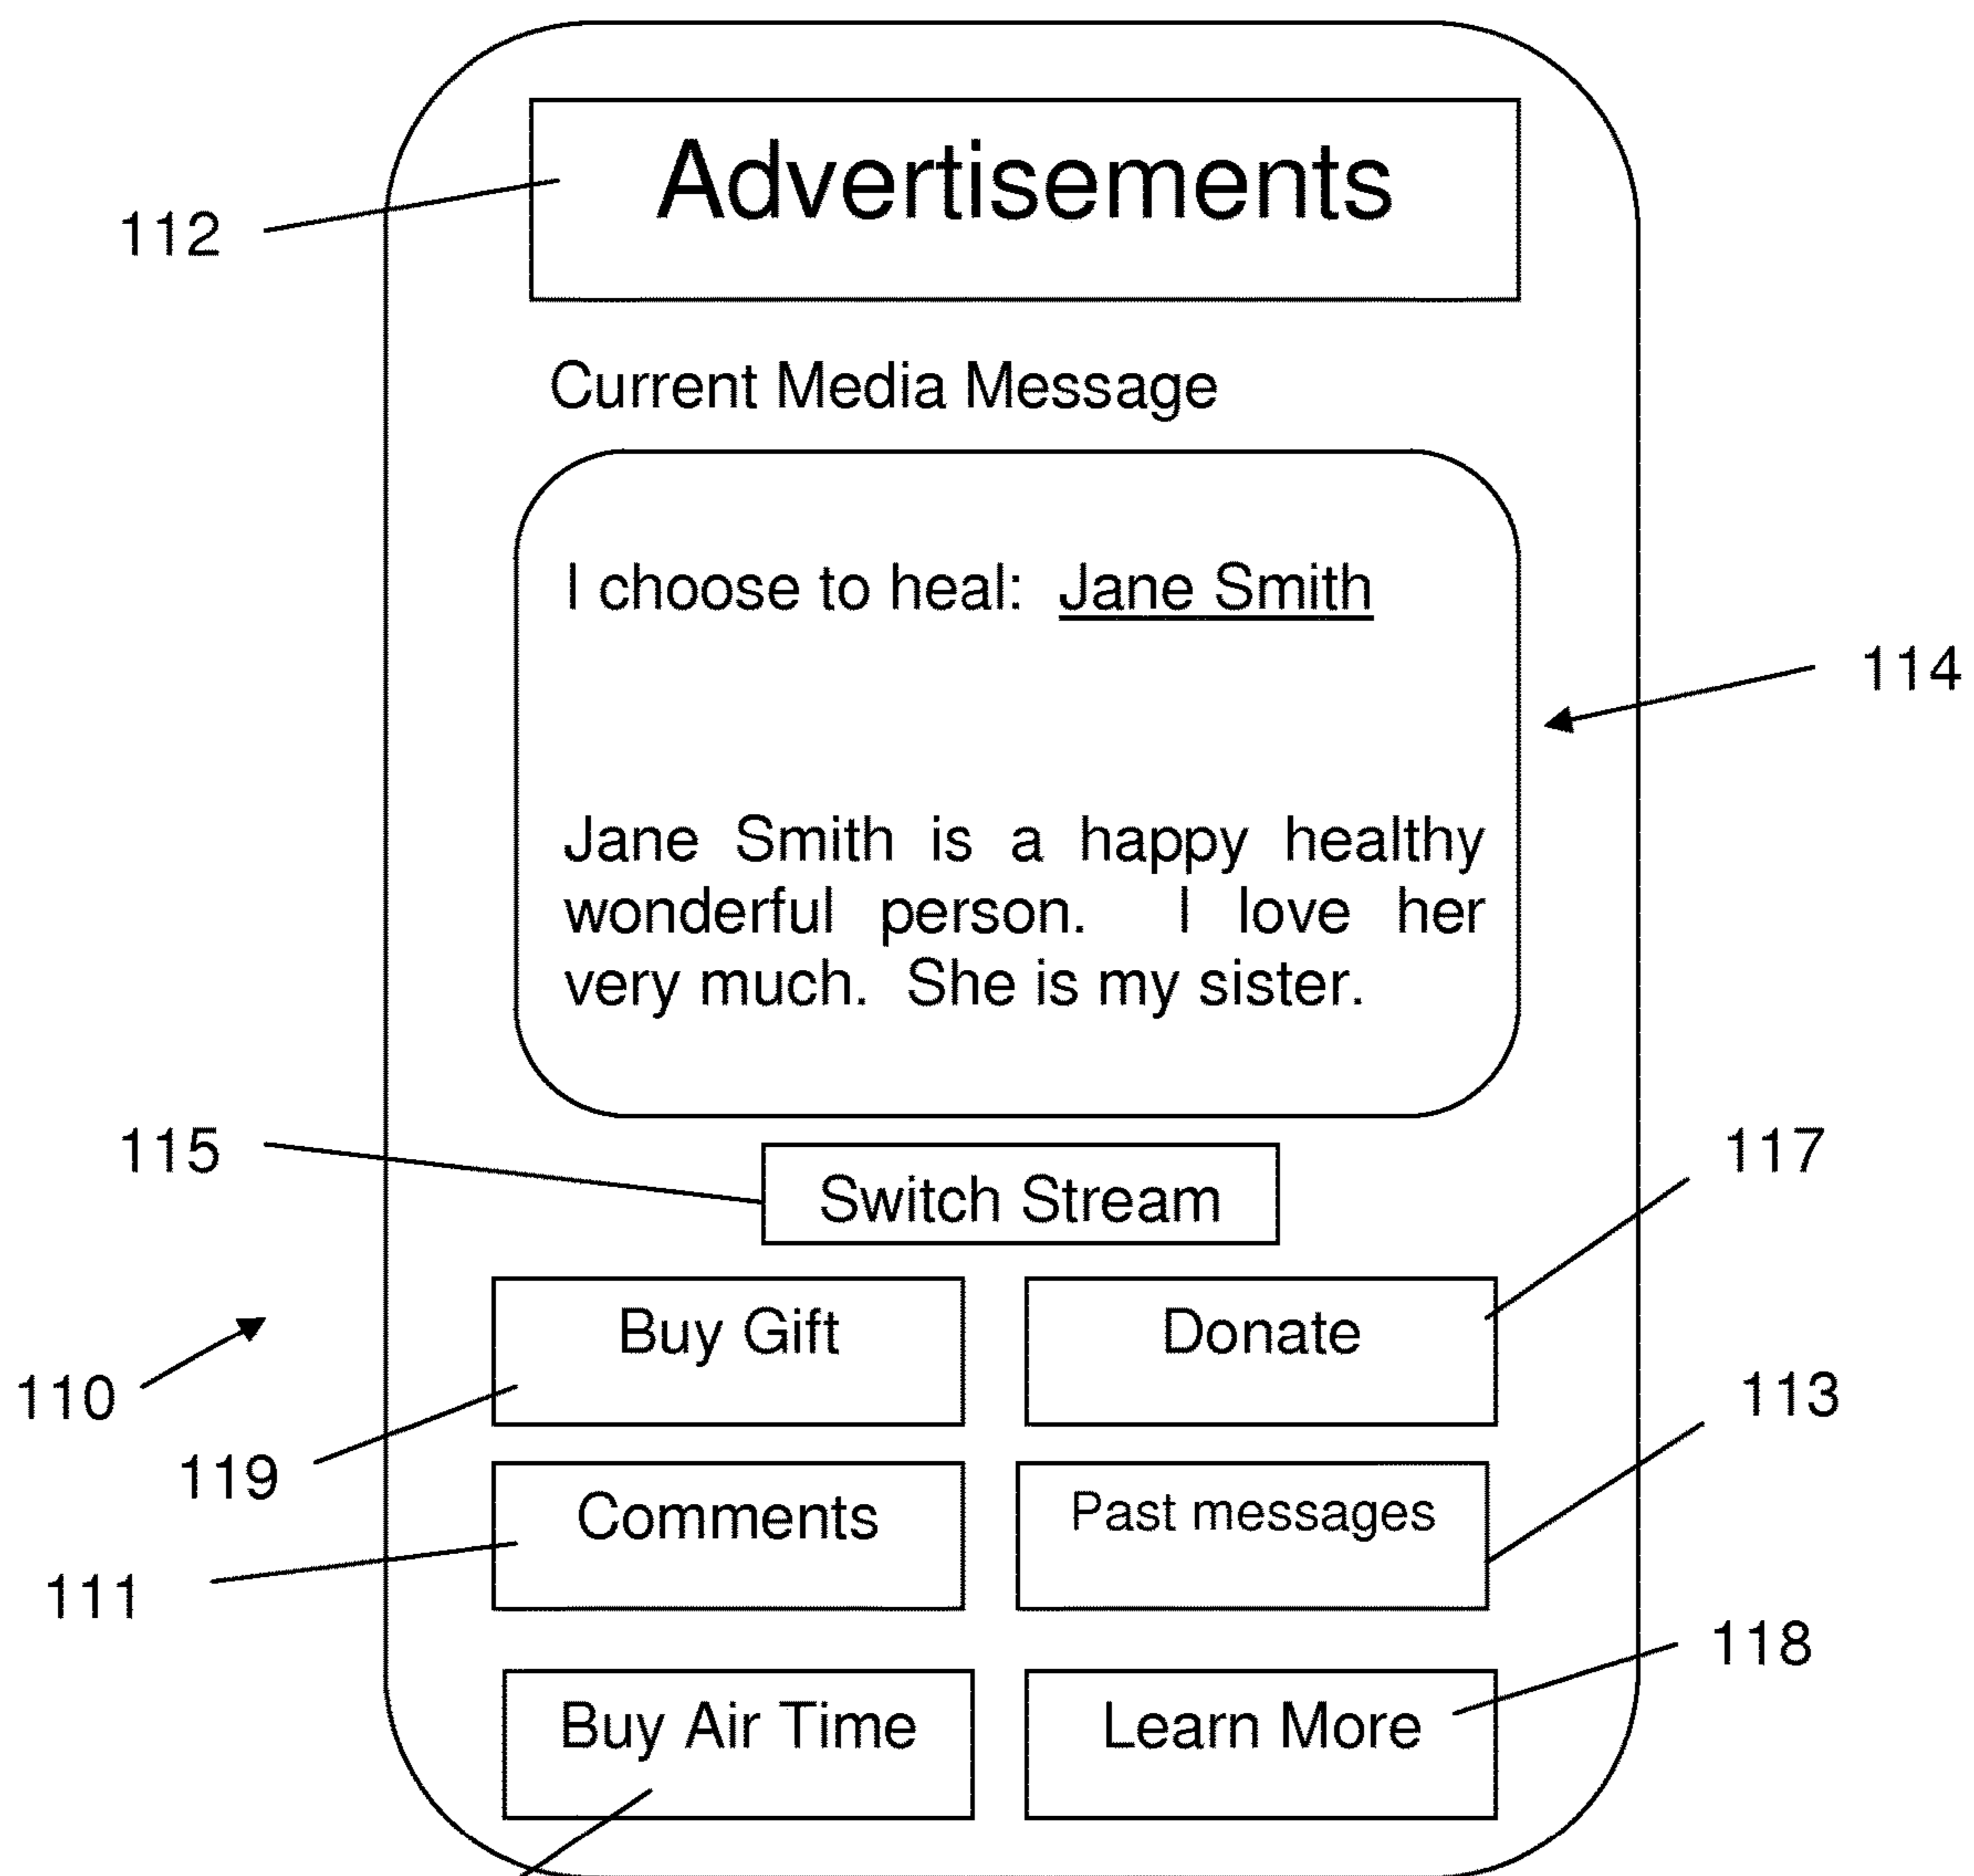 Advertisements
112
Current Media Message
I choose to heal: Jane Smith
114
Jane Smith is a happy healthy
wonderful person. I love her
very much. She is my sister.
115
117
Switch Stream
Buy Gift
Donate
110
113
119
Comments
Past messages
111
118
Buy Air Time
Learn More